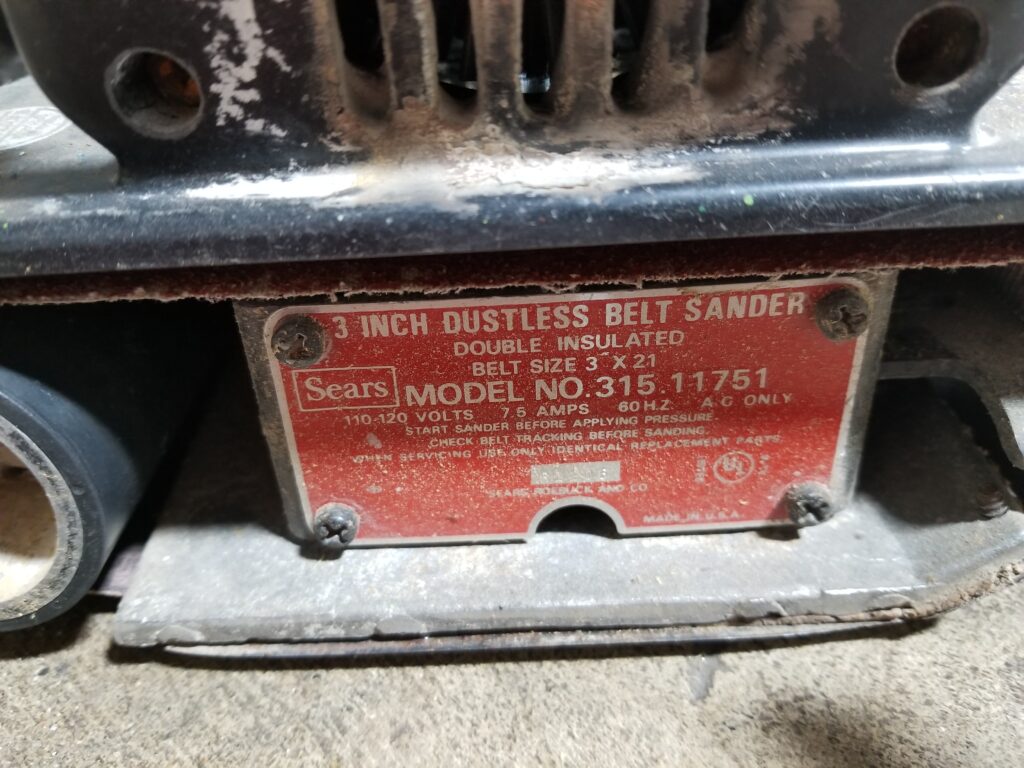 3 INCH DUSTLESS BELT SANDER
DOUBLE INSULATED
BELT SIZE 3" X 21
Sears MODEL NO. 315.11751
110-120 VOLTS 7.5 AMPS 60 H.Z. A.C ONLY
START SANDER BEFORE APPLYING PRESSURE.
CHECK BELT TRACKING BEFORE SANDING.
WHEN SERVICING USE ONLY IDENTICAL REPLACEMENT PARTS.
UL
SEARS, ROEBUCK AND CO
MADE IN U.S.A.